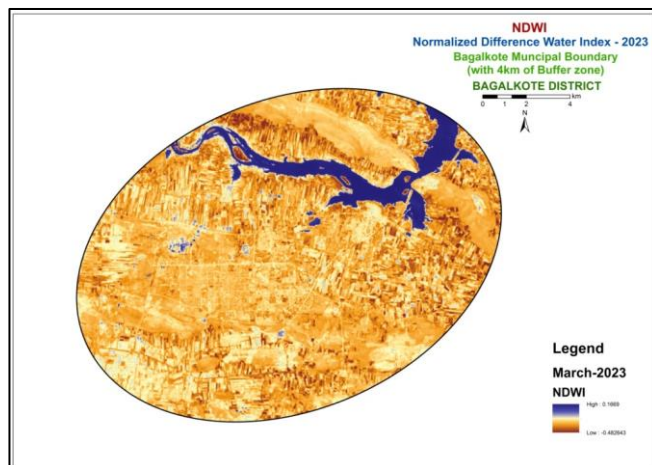 NDWI
Normalized Difference Water Index - 2023
Bagalkote Muncipal Boundary
(with 4km of Buffer zone)
BAGALKOTE DISTRICT
0 1 2 4
km
N
Legend
March-2023
NDWI
High : 0.1669
Low : -0.482943